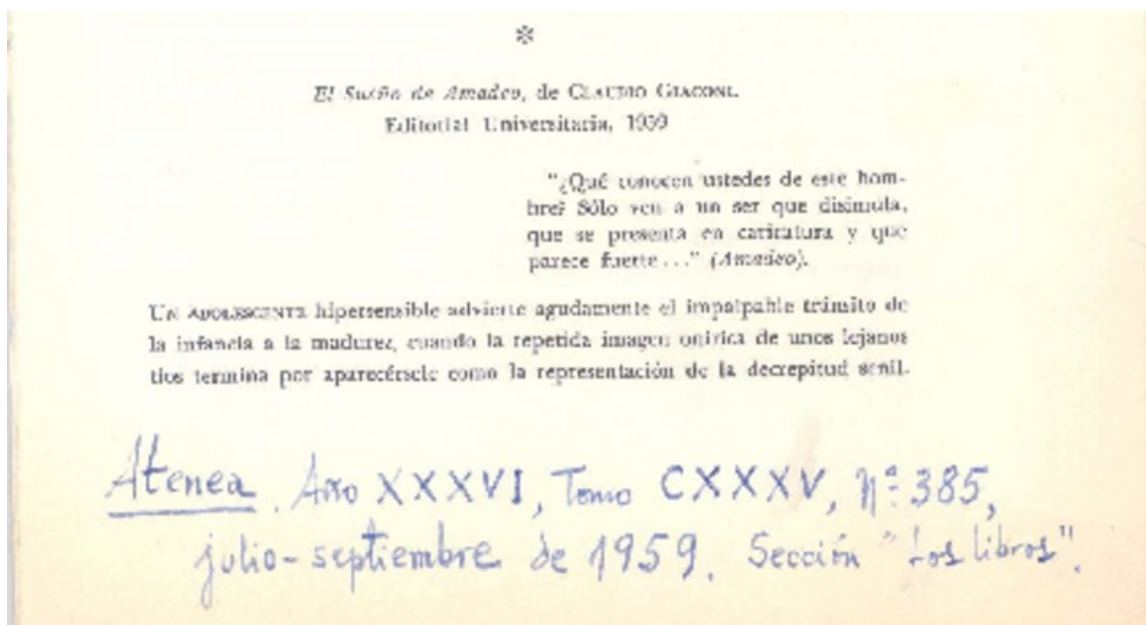 *
El Sueño de Amadeo, de CLAUDIO GIACONI.
Editorial Universitaria, 1959
"¿Qué conocen ustedes de este hom-
bre? Sólo ven a un ser que disimula,
que se presenta en caricatura y que
parece fuerte..." (Amadeo).
UN ADOLESCENTE hipersensible advierte agudamente el impalpable tránsito de
la infancia a la madurez, cuando la repetida imagen onírica de unos lejanos
tíos termina por aparecérsele como la representación de la decrepitud senil.
Atenea. Año XXXVI, Tomo CXXXV, Nº 385,
julio-septiembre de 1959. Sección "Los libros".